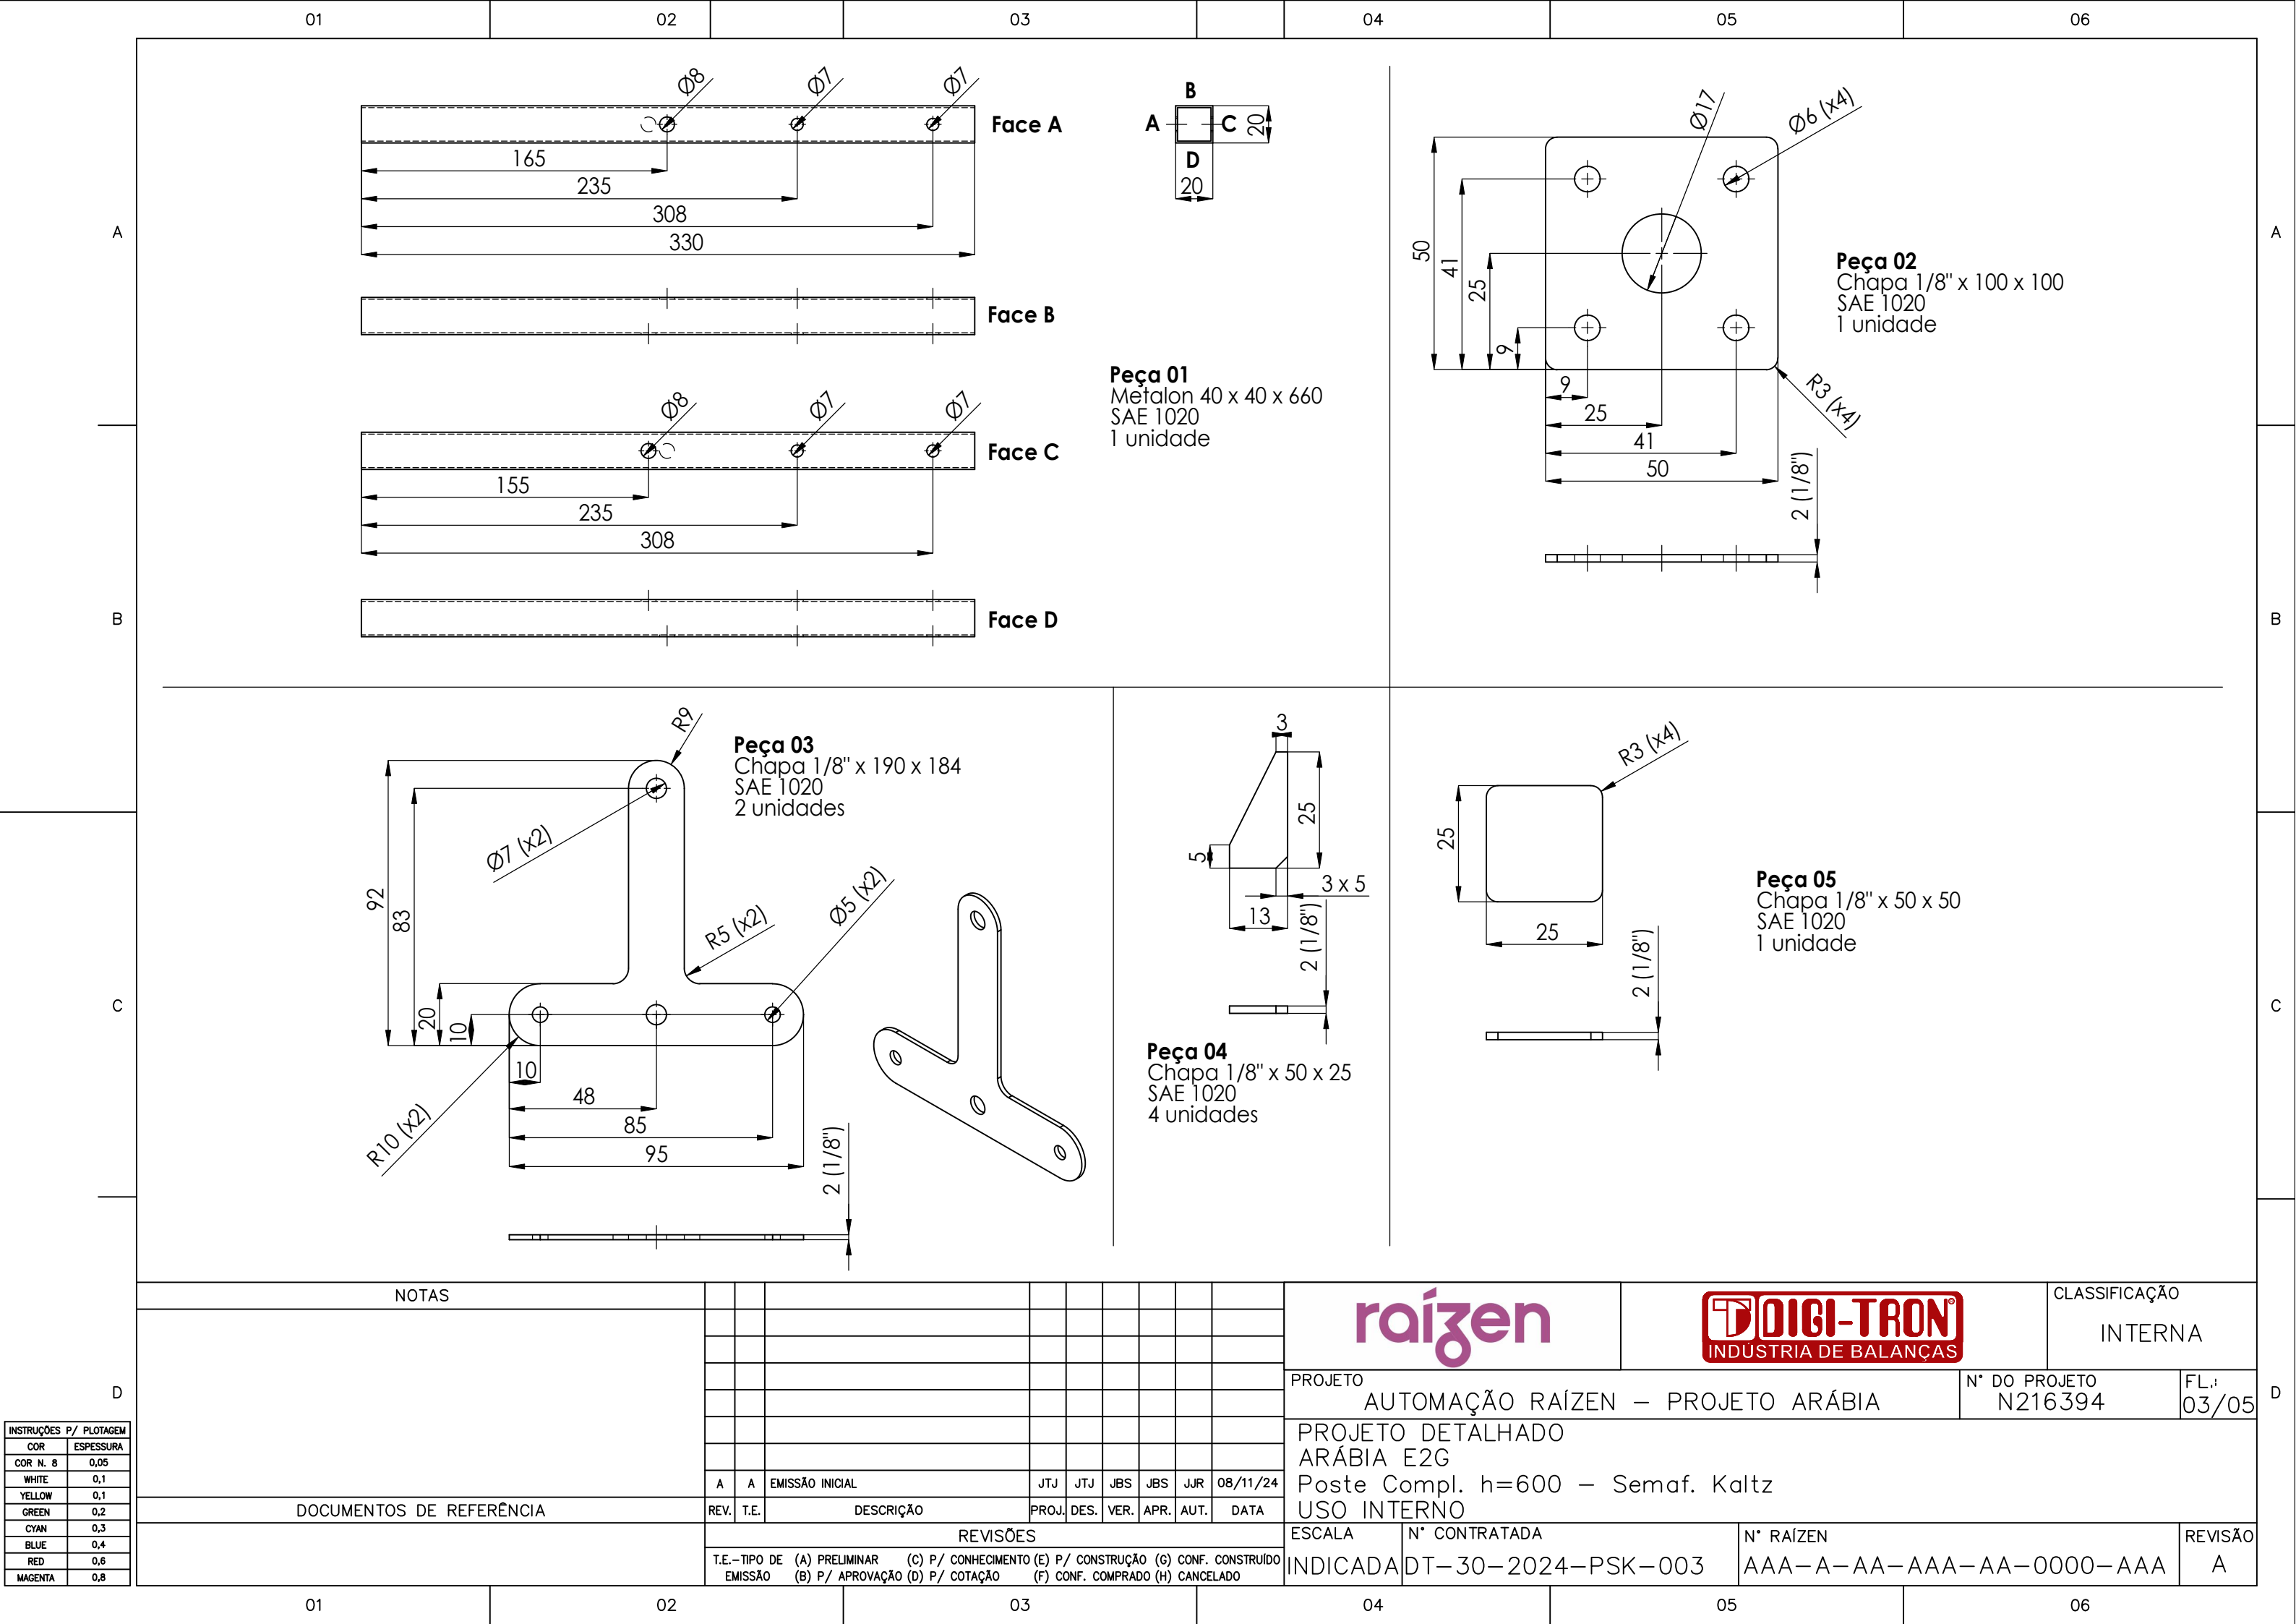 01
02
03
04
05
06
A
B
C
D
A
B
C
D
Ø8
Ø7
Ø7
Face A
165
235
308
330
B
A
C
D
20
20
Face B
Peça 01
Metalon 40 x 40 x 660
SAE 1020
1 unidade
Ø8
Ø7
Ø7
Face C
155
235
308
Face D
Ø17
Ø6 (x4)
50
41
25
9
9
25
41
50
R3 (x4)
2 (1/8")
Peça 02
Chapa 1/8" x 100 x 100
SAE 1020
1 unidade
R9
Peça 03
Chapa 1/8" x 190 x 184
SAE 1020
2 unidades
Ø7 (x2)
R5 (x2)
Ø5 (x2)
92
83
20
10
10
48
85
95
R10 (x2)
2 (1/8")
3
25
5
3 x 5
13
2 (1/8")
Peça 04
Chapa 1/8" x 50 x 25
SAE 1020
4 unidades
R3 (x4)
25
25
2 (1/8")
Peça 05
Chapa 1/8" x 50 x 50
SAE 1020
1 unidade
INSTRUÇÕES P/ PLOTAGEM
COR ESPESSURA
COR N. 8 0,05
WHITE 0,1
YELLOW 0,1
GREEN 0,2
CYAN 0,3
BLUE 0,4
RED 0,6
MAGENTA 0,8
NOTAS
DOCUMENTOS DE REFERÊNCIA
A A EMISSÃO INICIAL JTJ JTJ JBS JBS JJR 08/11/24
REV. T.E. DESCRIÇÃO PROJ. DES. VER. APR. AUT. DATA
REVISÕES
T.E.-TIPO DE (A) PRELIMINAR (C) P/ CONHECIMENTO (E) P/ CONSTRUÇÃO (G) CONF. CONSTRUÍDO
EMISSÃO (B) P/ APROVAÇÃO (D) P/ COTAÇÃO (F) CONF. COMPRADO (H) CANCELADO
raízen
DIGI-TRON
INDÚSTRIA DE BALANÇAS
CLASSIFICAÇÃO
INTERNA
PROJETO
AUTOMAÇÃO RAÍZEN - PROJETO ARÁBIA
N° DO PROJETO
N216394
FL.:
03/05
PROJETO DETALHADO
ARÁBIA E2G
Poste Compl. h=600 - Semaf. Kaltz
USO INTERNO
ESCALA
INDICADA
N° CONTRATADA
DT-30-2024-PSK-003
N° RAÍZEN
AAA-A-AA-AAA-AA-0000-AAA
REVISÃO
A
01
02
03
04
05
06